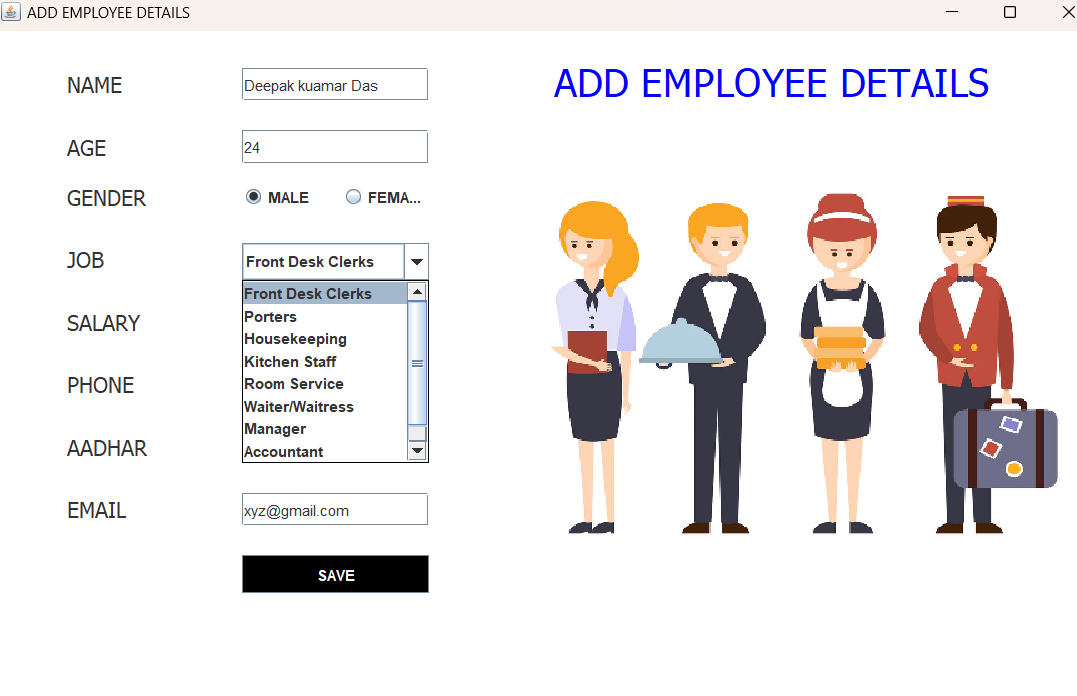 ADD EMPLOYEE DETAILS
ADD EMPLOYEE DETAILS
NAME Deepak kuamar Das
AGE 24
GENDER MALE FEMA...
JOB Front Desk Clerks
Front Desk Clerks
Porters
SALARY
Housekeeping
Kitchen Staff
PHONE Room Service
Waiter/Waitress
Manager
AADHAR Accountant
EMAIL xyz@gmail.com
SAVE